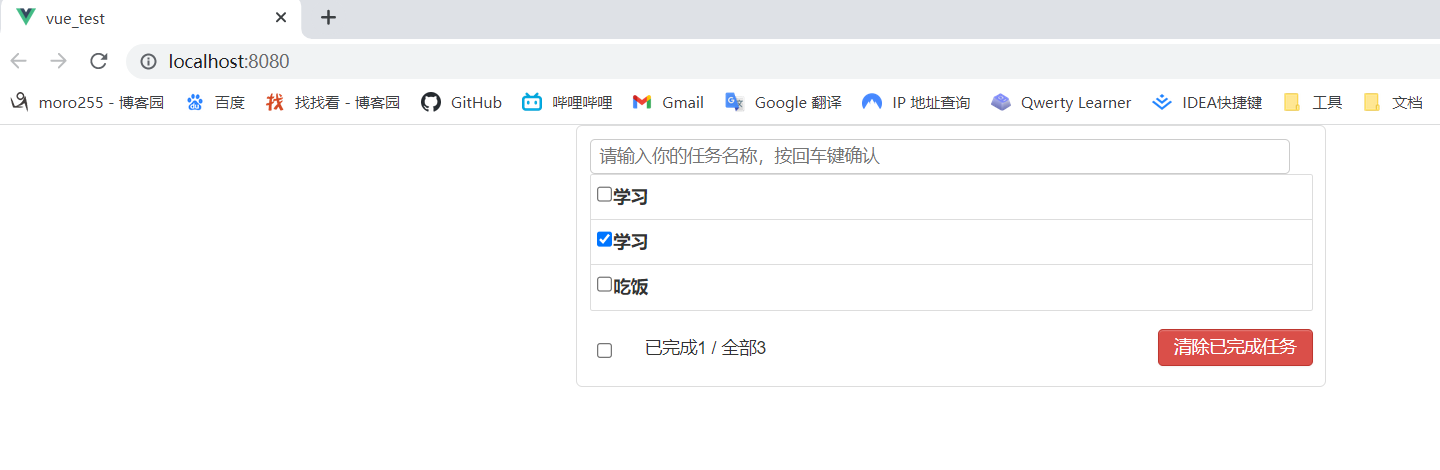 vue_test
localhost:8080
moro255 - 博客园 百度 找 找找看 - 博客园 GitHub 哔哩哔哩 Gmail Google 翻译 IP 地址查询 Qwerty Learner IDEA快捷键 工具 文档
请输入你的任务名称，按回车键确认
学习
学习
吃饭
已完成1 / 全部3 清除已完成任务